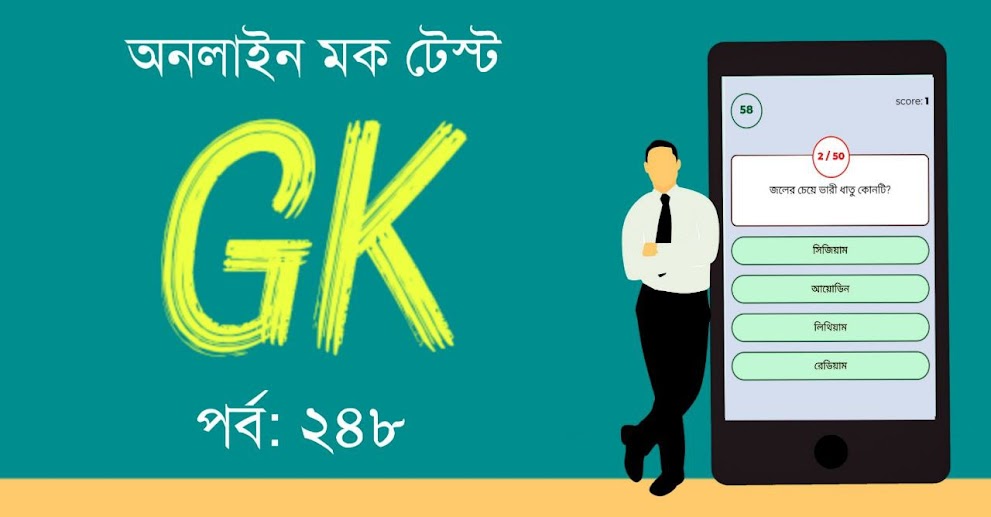 অনলাইন মক টেস্ট
GK
পর্ব: ২৪৮
58
score: 1
2 / 50
জলের চেয়ে ভারী ধাতু কোনটি?
সিজিয়াম
আয়োডিন
লিথিয়াম
রেডিয়াম